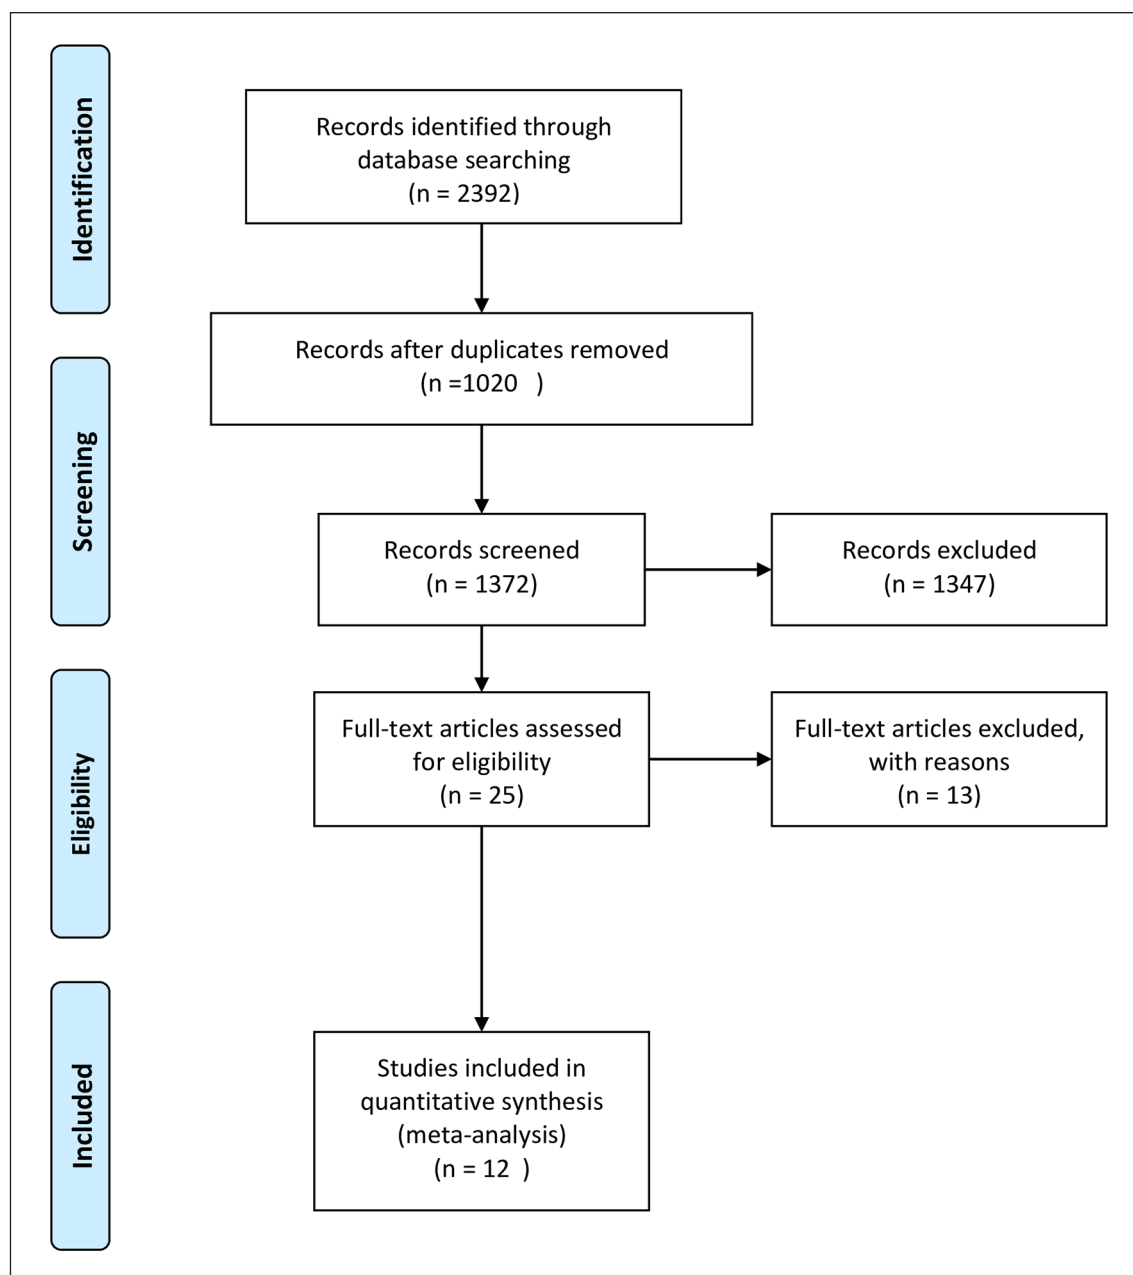 Identification
Records identified through
database searching
(n = 2392)
Records after duplicates removed
(n =1020   )
Screening
Records screened
(n = 1372)
Records excluded
(n = 1347)
Eligibility
Full-text articles assessed
for eligibility
(n = 25)
Full-text articles excluded,
with reasons
(n = 13)
Included
Studies included in
quantitative synthesis
(meta-analysis)
(n = 12  )